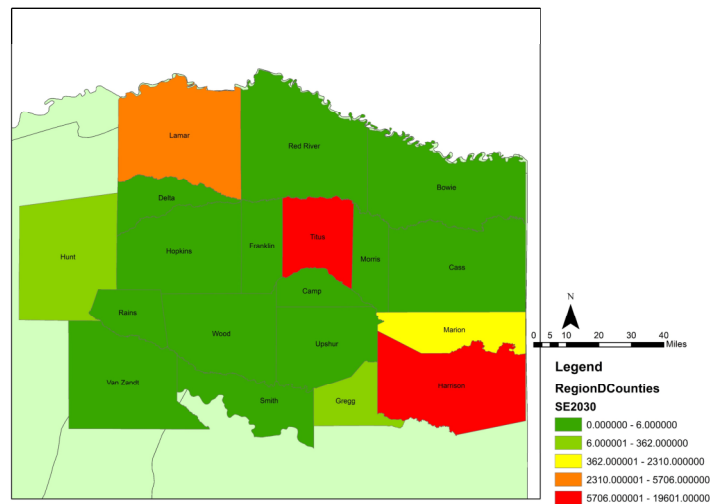 Lamar
Red River
Bowie
Delta
Titus
Hunt
Hopkins
Franklin
Morris
Cass
Camp
Rains
Wood
Upshur
Marion
Van Zandt
Smith
Gregg
Harrison
N
0 5 10 20 30 40
Miles
Legend
RegionDCounties
SE2030
0.000000 - 6.000000
6.000001 - 362.000000
362.000001 - 2310.000000
2310.000001 - 5706.000000
5706.000001 - 19601.00000